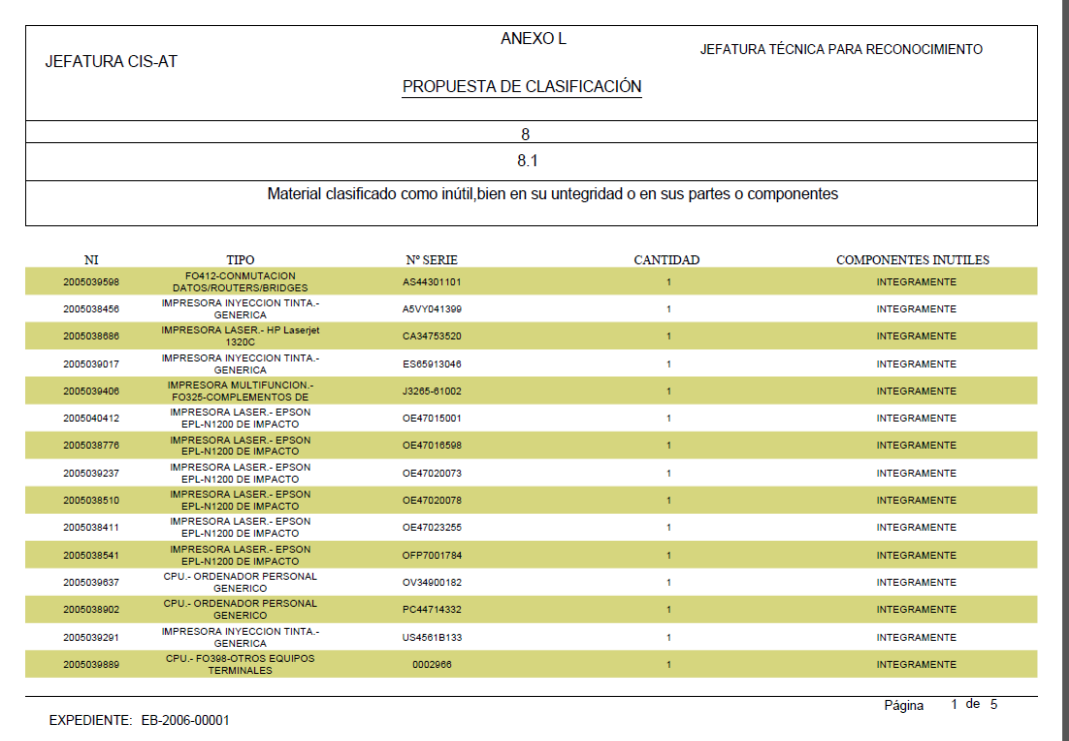 ANEXO L
JEFATURA CIS-AT
JEFATURA TÉCNICA PARA RECONOCIMIENTO
PROPUESTA DE CLASIFICACIÓN
8
8.1
Material clasificado como inútil,bien en su untegridad o en sus partes o componentes
NI TIPO Nº SERIE CANTIDAD COMPONENTES INUTILES
2005039598 FO412-CONMUTACION DATOS/ROUTERS/BRIDGES AS44301101 1 INTEGRAMENTE
2005038456 IMPRESORA INYECCION TINTA.- GENERICA A5VY041399 1 INTEGRAMENTE
2005038686 IMPRESORA LASER.- HP Laserjet 1320C CA34753520 1 INTEGRAMENTE
2005039017 IMPRESORA INYECCION TINTA.- GENERICA ES65913046 1 INTEGRAMENTE
2005039406 IMPRESORA MULTIFUNCION.- FO325-COMPLEMENTOS DE J3265-61002 1 INTEGRAMENTE
2005040412 IMPRESORA LASER.- EPSON EPL-N1200 DE IMPACTO OE47015001 1 INTEGRAMENTE
2005038776 IMPRESORA LASER.- EPSON EPL-N1200 DE IMPACTO OE47016598 1 INTEGRAMENTE
2005039237 IMPRESORA LASER.- EPSON EPL-N1200 DE IMPACTO OE47020073 1 INTEGRAMENTE
2005038510 IMPRESORA LASER.- EPSON EPL-N1200 DE IMPACTO OE47020078 1 INTEGRAMENTE
2005038411 IMPRESORA LASER.- EPSON EPL-N1200 DE IMPACTO OE47023255 1 INTEGRAMENTE
2005038541 IMPRESORA LASER.- EPSON EPL-N1200 DE IMPACTO OFP7001784 1 INTEGRAMENTE
2005039637 CPU.- ORDENADOR PERSONAL GENERICO OV34900182 1 INTEGRAMENTE
2005038902 CPU.- ORDENADOR PERSONAL GENERICO PC44714332 1 INTEGRAMENTE
2005039291 IMPRESORA INYECCION TINTA.- GENERICA US4561B133 1 INTEGRAMENTE
2005039889 CPU.- FO398-OTROS EQUIPOS TERMINALES 0002966 1 INTEGRAMENTE
Página 1 de 5
EXPEDIENTE: EB-2006-00001